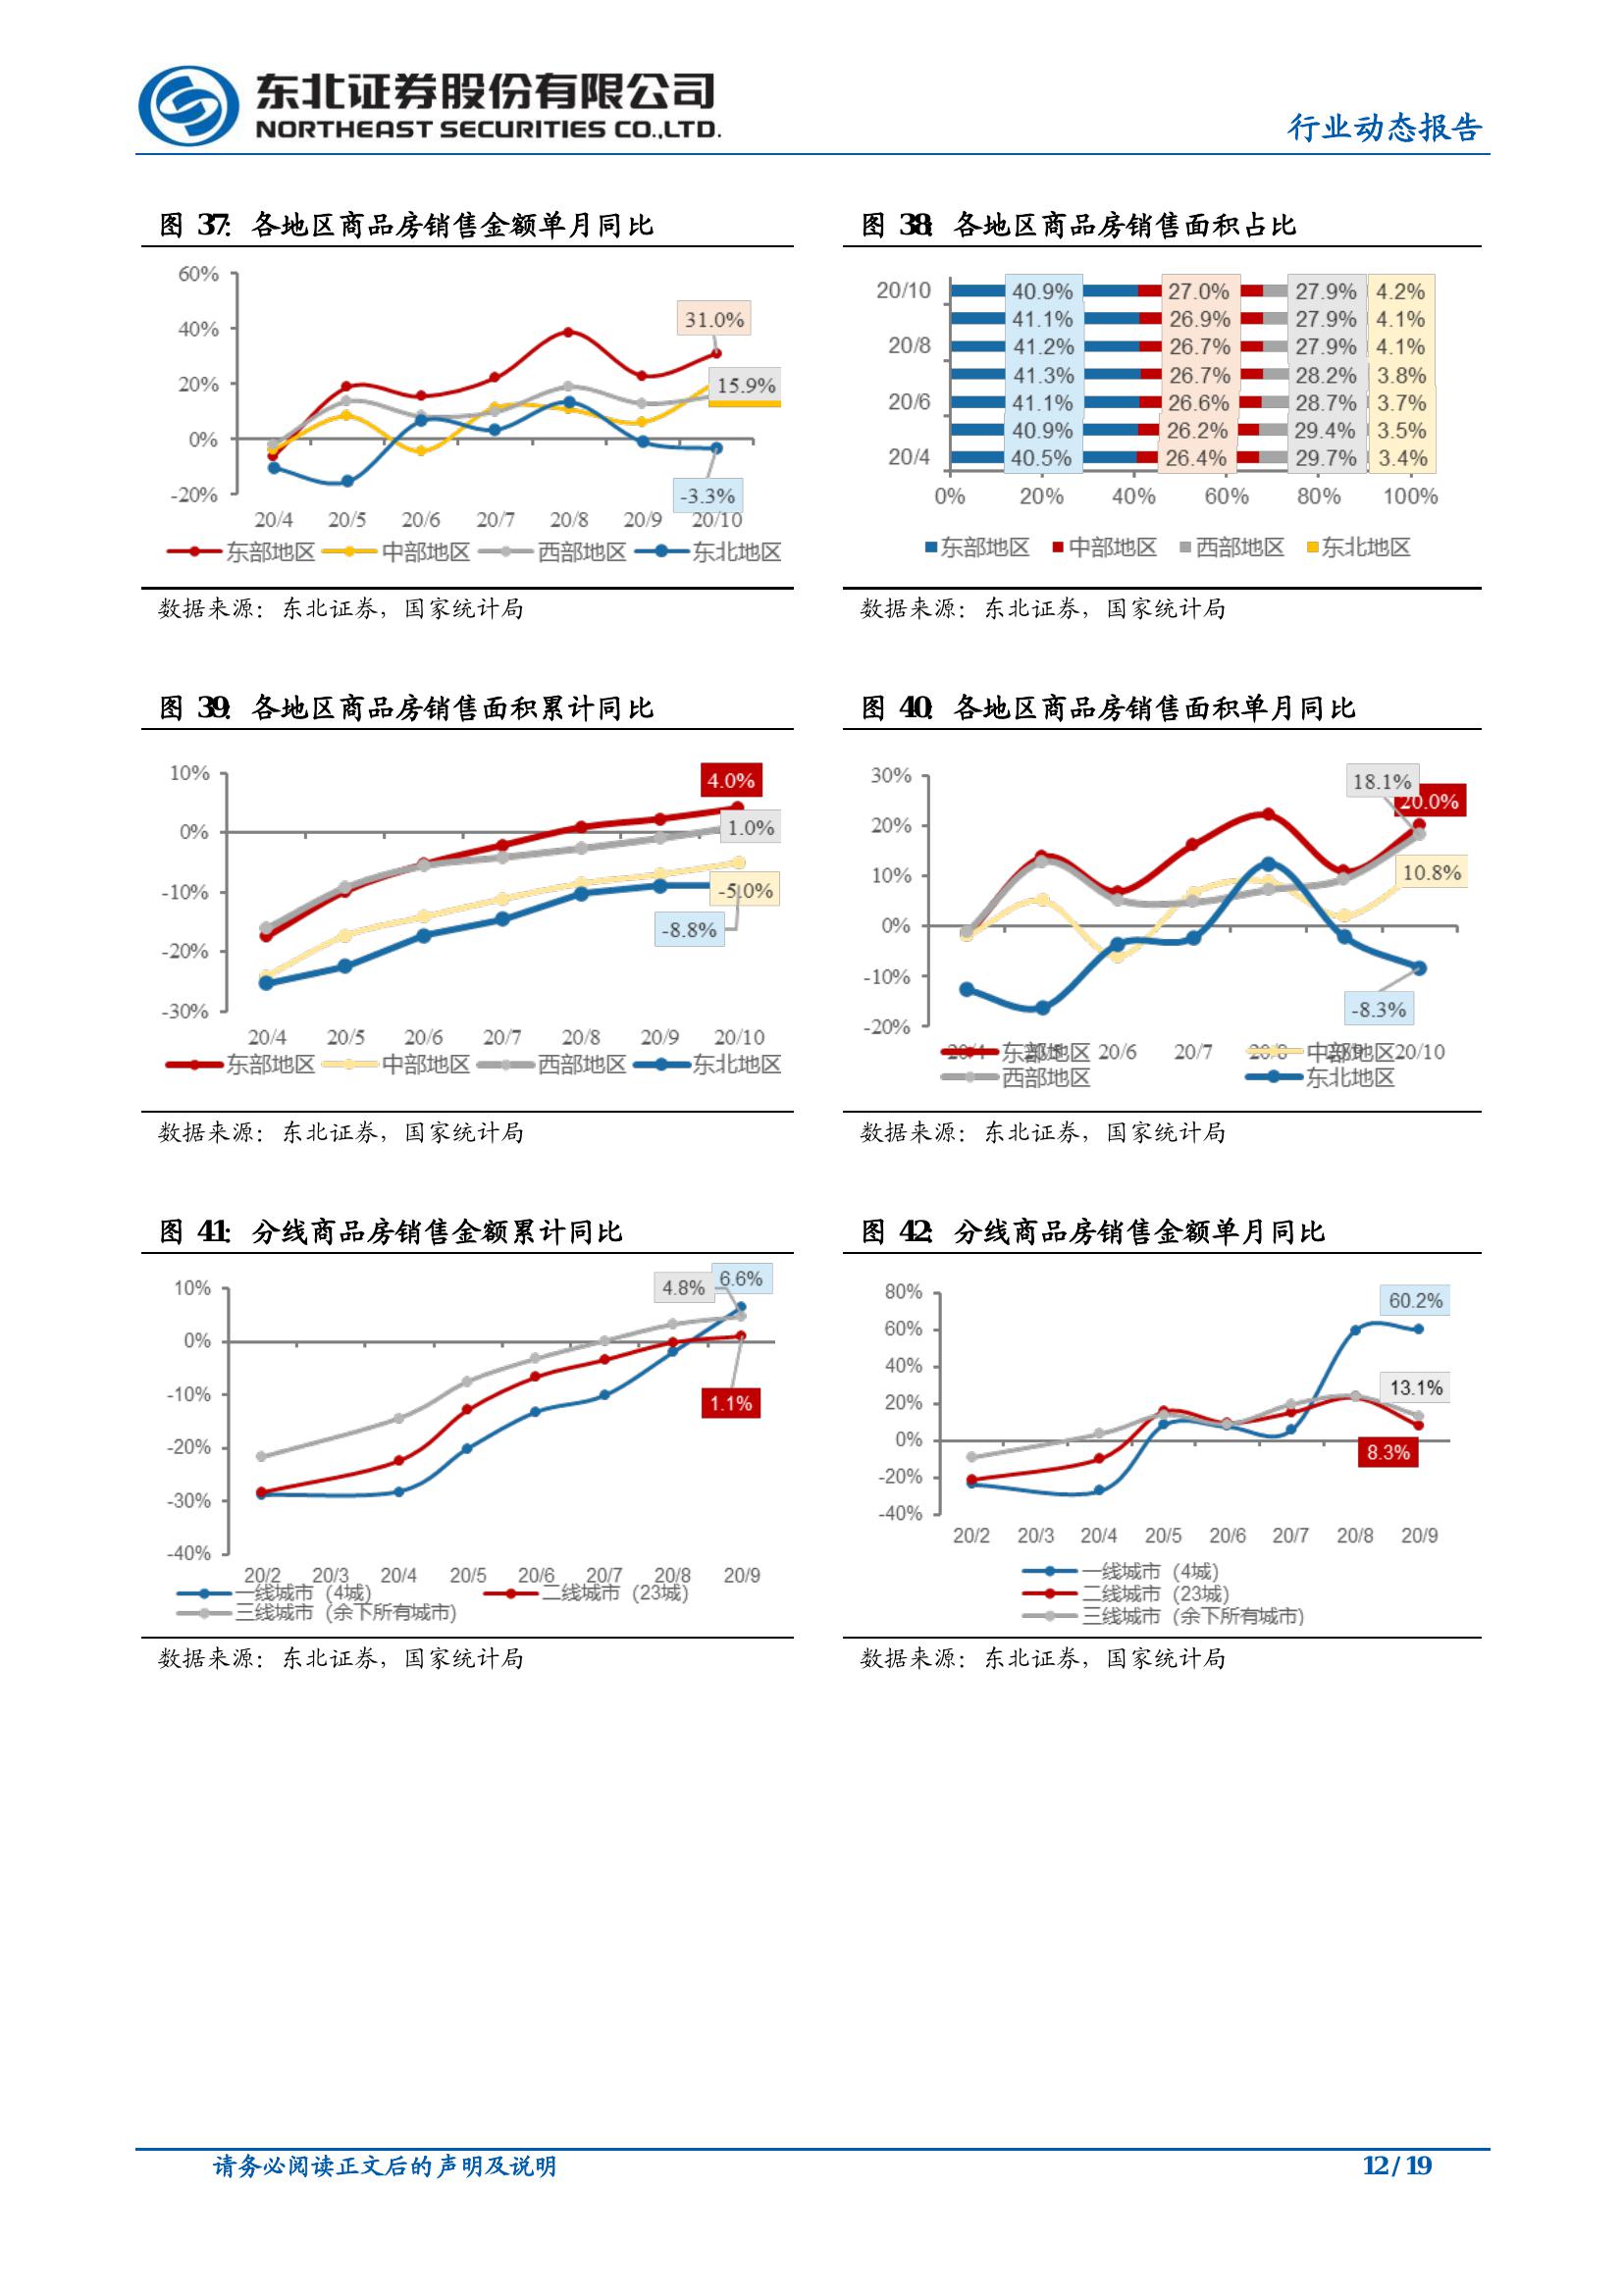 东北证券股份有限公司
NORTHEAST SECURITIES CO.,LTD.
行业动态报告
图 37: 各地区商品房销售金额单月同比
60%
40%
20%
0%
-20%
31.0%
15.9%
-3.3%
20/4 20/5 20/6 20/7 20/8 20/9 20/10
东部地区 中部地区 西部地区 东北地区
数据来源：东北证券，国家统计局
图 38: 各地区商品房销售面积占比
20/10 40.9% 27.0% 27.9% 4.2%
41.1% 26.9% 27.9% 4.1%
20/8 41.2% 26.7% 27.9% 4.1%
41.3% 26.7% 28.2% 3.8%
20/6 41.1% 26.6% 28.7% 3.7%
40.9% 26.2% 29.4% 3.5%
20/4 40.5% 26.4% 29.7% 3.4%
0% 20% 40% 60% 80% 100%
东部地区 中部地区 西部地区 东北地区
数据来源：东北证券，国家统计局
图 39: 各地区商品房销售面积累计同比
10%
0%
-10%
-20%
-30%
4.0%
1.0%
-5.0%
-8.8%
20/4 20/5 20/6 20/7 20/8 20/9 20/10
东部地区 中部地区 西部地区 东北地区
数据来源：东北证券，国家统计局
图 40: 各地区商品房销售面积单月同比
30%
20%
10%
0%
-10%
-20%
18.1%
20.0%
10.8%
-8.3%
20/4 20/6 20/7 20/8 20/10
东部地区 中部地区
西部地区 东北地区
数据来源：东北证券，国家统计局
图 41: 分线商品房销售金额累计同比
10%
0%
-10%
-20%
-30%
-40%
4.8%
6.6%
1.1%
20/2 20/3 20/4 20/5 20/6 20/7 20/8 20/9
一线城市（4城） 二线城市（23城）
三线城市（余下所有城市）
数据来源：东北证券，国家统计局
图 42: 分线商品房销售金额单月同比
80%
60%
40%
20%
0%
-20%
-40%
60.2%
13.1%
8.3%
20/2 20/3 20/4 20/5 20/6 20/7 20/8 20/9
一线城市（4城）
二线城市（23城）
三线城市（余下所有城市）
数据来源：东北证券，国家统计局
请务必阅读正文后的声明及说明
12 / 19